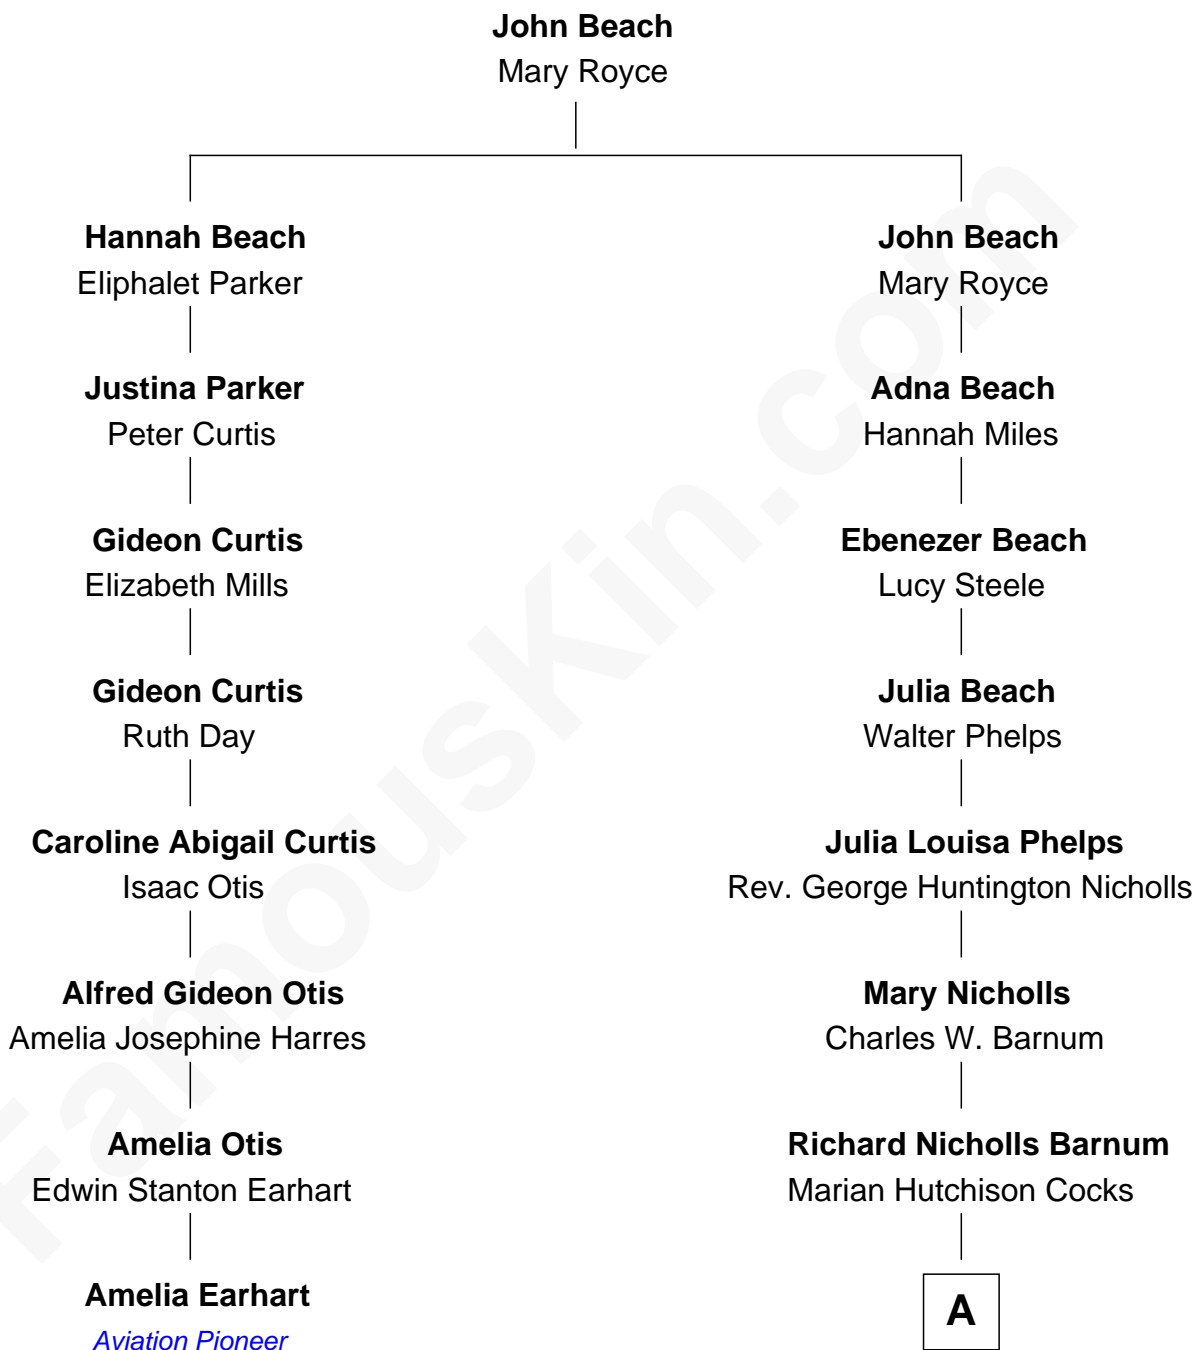 John Beach
Mary Royce
Hannah Beach
Eliphalet Parker
John Beach
Mary Royce
Justina Parker
Peter Curtis
Adna Beach
Hannah Miles
Gideon Curtis
Elizabeth Mills
Ebenezer Beach
Lucy Steele
Gideon Curtis
Ruth Day
Julia Beach
Walter Phelps
Caroline Abigail Curtis
Isaac Otis
Julia Louisa Phelps
Rev. George Huntington Nicholls
Alfred Gideon Otis
Amelia Josephine Harres
Mary Nicholls
Charles W. Barnum
Amelia Otis
Edwin Stanton Earhart
Richard Nicholls Barnum
Marian Hutchison Cocks
Amelia Earhart
Aviation Pioneer
A
FamousKin.com